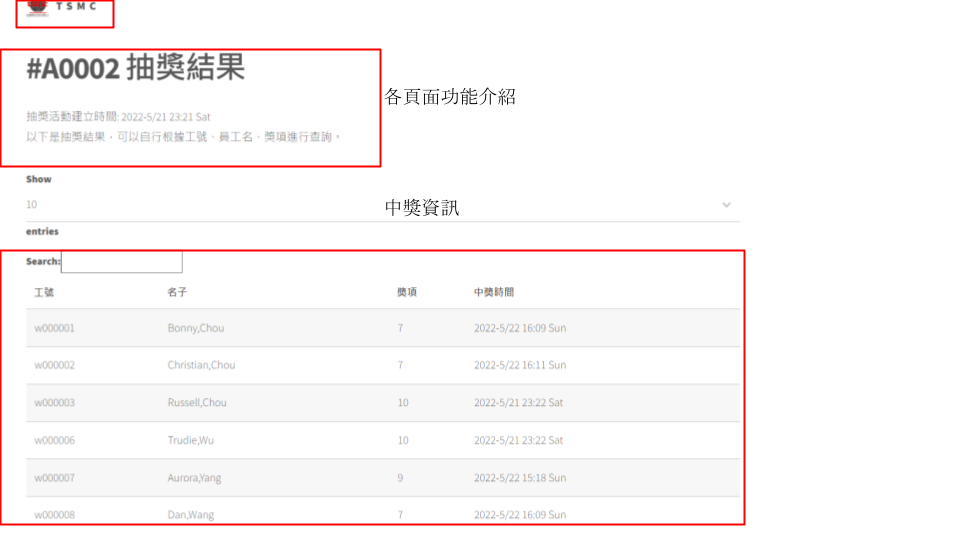 TSMC
#A0002 抽獎結果
各頁面功能介紹
抽獎活動建立時間: 2022-5/21 23:21 Sat
以下是抽獎結果，可以自行根據工號、員工名、獎項進行查詢。
Show
10
中獎資訊
entries
Search:
工號 名子 獎項 中獎時間
w000001 Bonny,Chou 7 2022-5/22 16:09 Sun
w000002 Christian,Chou 7 2022-5/22 16:11 Sun
w000003 Russell,Chou 10 2022-5/21 23:22 Sat
w000006 Trudie,Wu 10 2022-5/21 23:22 Sat
w000007 Aurora,Yang 9 2022-5/22 15:18 Sun
w000008 Dan,Wang 7 2022-5/22 16:09 Sun